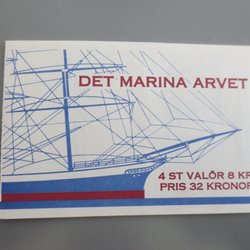 DET MARINA ARVET
4 ST VALÖR 8 KR
PRIS 32 KRONOR